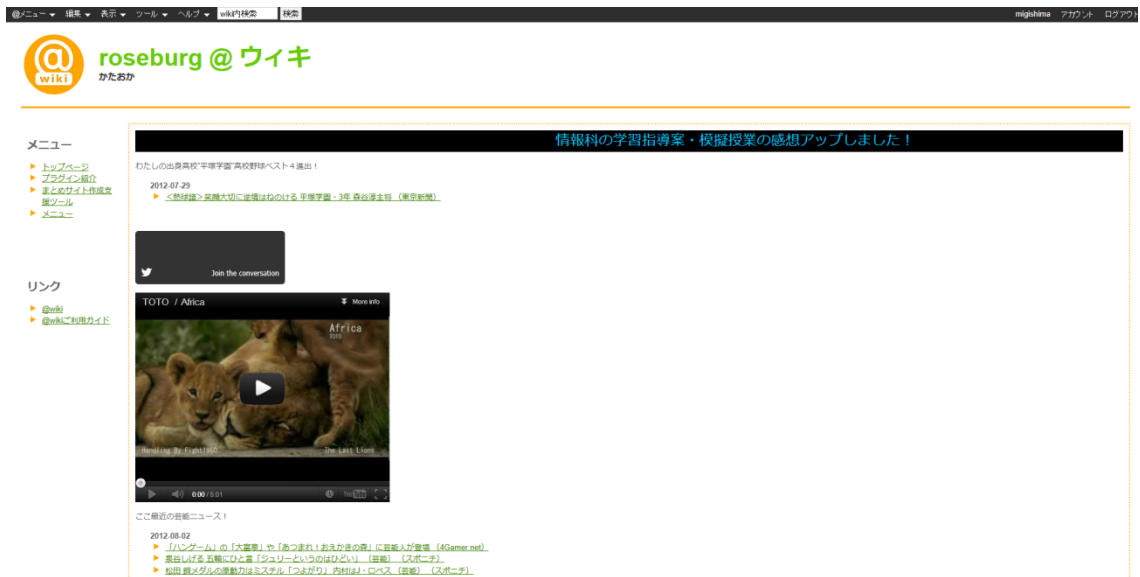 @メニュー ▼ 編集 ▼ 表示 ▼ ツール ▼ ヘルプ ▼ wiki内検索 検索 migishima アカウント ログアウト
wiki
roseburg @ ウィキ
かたおか
情報科の学習指導案・模擬授業の感想アップしました！
メニュー
トップページ
プラグイン紹介
まとめサイト作成支
援ツール
メニュー
リンク
@wiki
@wikiご利用ガイド
わたしの出身高校"平塚学園"高校野球ベスト４進出！
2012-07-29
＜熱球譜＞笑顔大切に逆境はねのける 平塚学園・3年 森谷淳主将 （東京新聞）
Join the conversation
TOTO / Africa More info
Africa
TOTO
Handling By Fight1960 The Last Lions
0:00 / 5:01 YouTube
ここ最近の芸能ニュース！
2012-08-02
「ハンゲーム」の「大富豪」や「あつまれ！おえかきの森」に芸能人が登場 （4Gamer.net）
泉谷しげる 五輪にひと言「ジュリーというのはひどい」 （芸能） （スポニチ）
松田 銅メダルの原動力はミスチル「つよがり」 内村はJ・ロペス （芸能） （スポニチ）